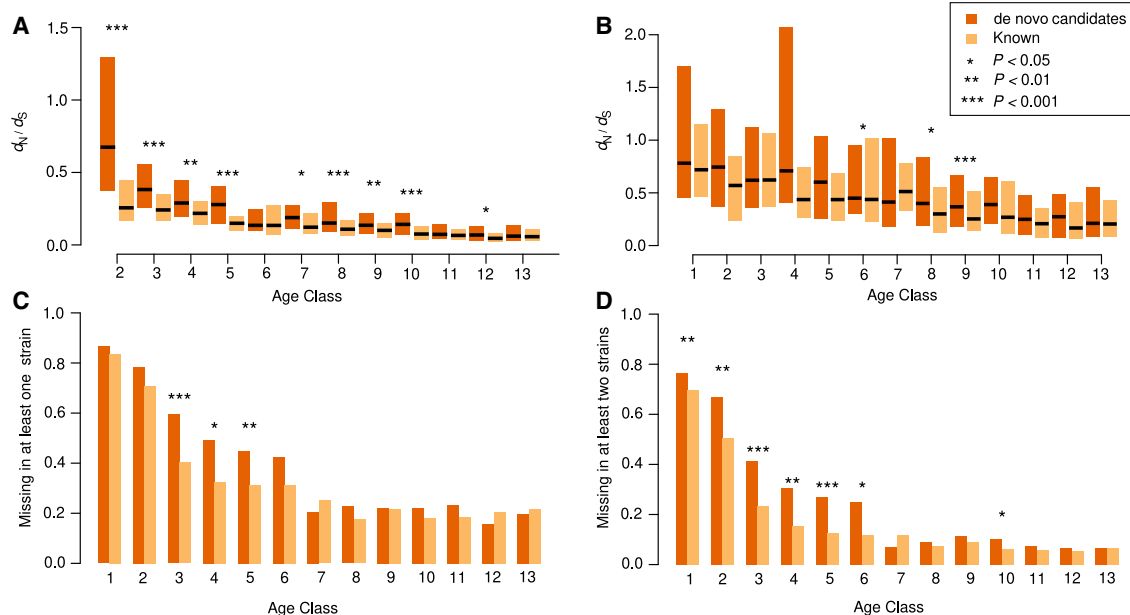 A
1.5
1.0
0.5
0.0
dN / dS
***
***
**
***
*
***
**
***
*
2 3 4 5 6 7 8 9 10 11 12 13
Age Class
B
2.0
1.5
1.0
0.5
0.0
dN / dS
*
*
***
1 2 3 4 5 6 7 8 9 10 11 12 13
Age Class
de novo candidates
Known
* P < 0.05
** P < 0.01
*** P < 0.001
C
1.0
0.8
0.6
0.4
0.2
0.0
Missing in at least one strain
***
*
**
1 2 3 4 5 6 7 8 9 10 11 12 13
Age Class
D
1.0
0.8
0.6
0.4
0.2
0.0
Missing in at least two strains
**
**
***
**
***
*
*
1 2 3 4 5 6 7 8 9 10 11 12 13
Age Class